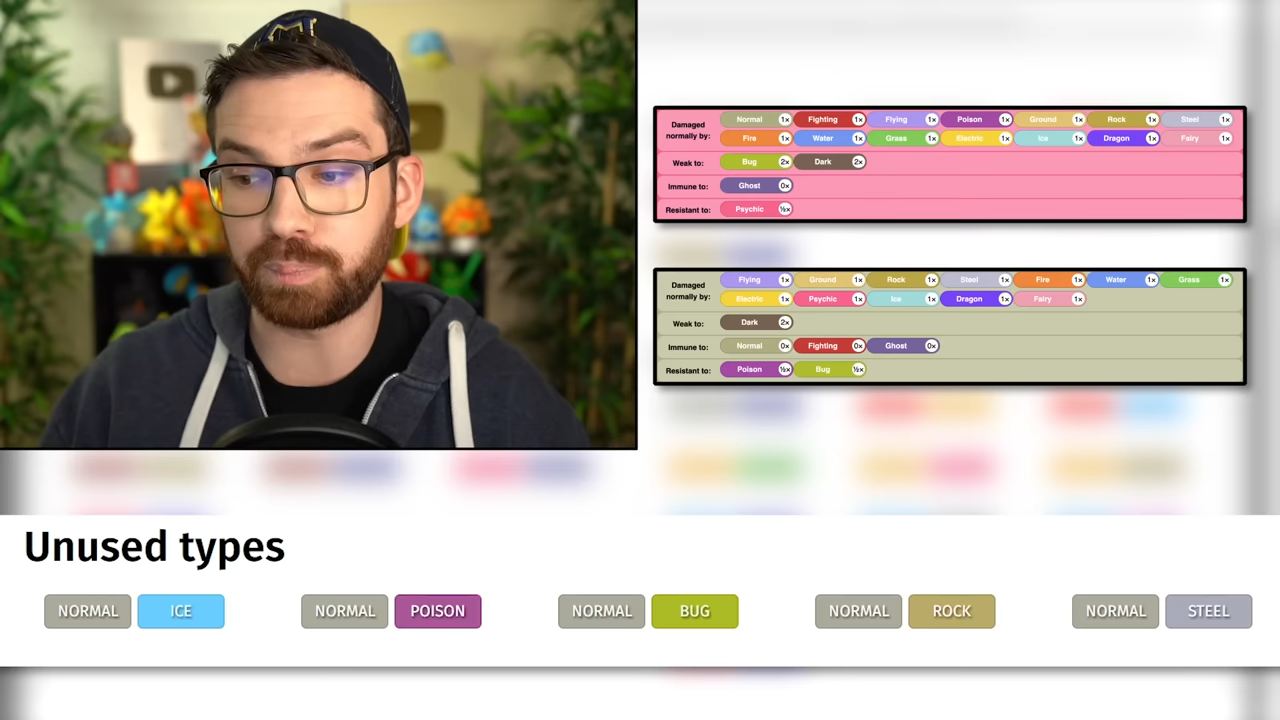 Damaged normally by:
Normal 1x Fighting 1x Flying 1x Poison 1x Ground 1x Rock 1x Steel 1x
Fire 1x Water 1x Grass 1x Electric 1x Ice 1x Dragon 1x Fairy 1x
Weak to: Bug 2x Dark 2x
Immune to: Ghost 0x
Resistant to: Psychic ½x
Damaged normally by:
Flying 1x Ground 1x Rock 1x Steel 1x Fire 1x Water 1x Grass 1x
Electric 1x Psychic 1x Ice 1x Dragon 1x Fairy 1x
Weak to: Dark 2x
Immune to: Normal 0x Fighting 0x Ghost 0x
Resistant to: Poison ½x Bug ½x
Unused types
NORMAL ICE NORMAL POISON NORMAL BUG NORMAL ROCK NORMAL STEEL